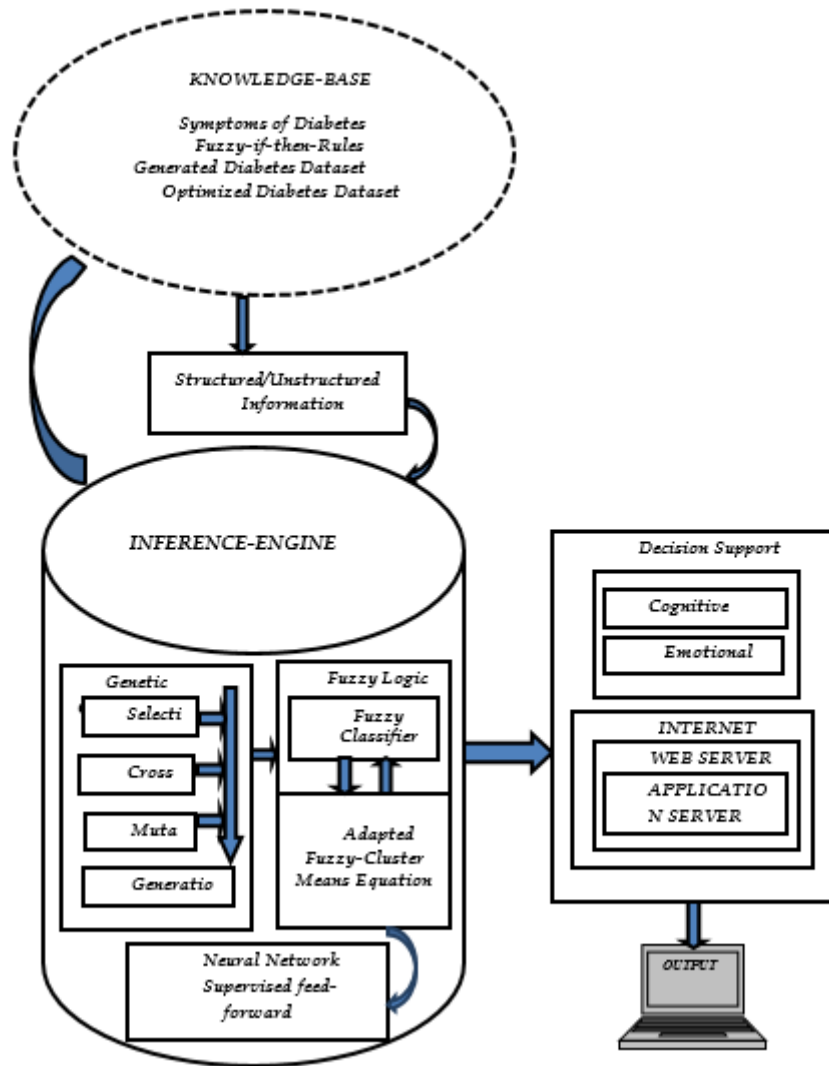 KNOWLEDGE-BASE
Symptoms of Diabetes
Fuzzy-if-then-Rules
Generated Diabetes Dataset
Optimized Diabetes Dataset
Structured/Unstructured
Information
INFERENCE-ENGINE
Genetic
Selecti
Cross
Muta
Generatio
Fuzzy Logic
Fuzzy
Classifier
Adapted
Fuzzy-Cluster
Means Equation
Neural Network
Supervised feed-
forward
Decision Support
Cognitive
Emotional
INTERNET
WEB SERVER
APPLICATIO
N SERVER
OUTPUT